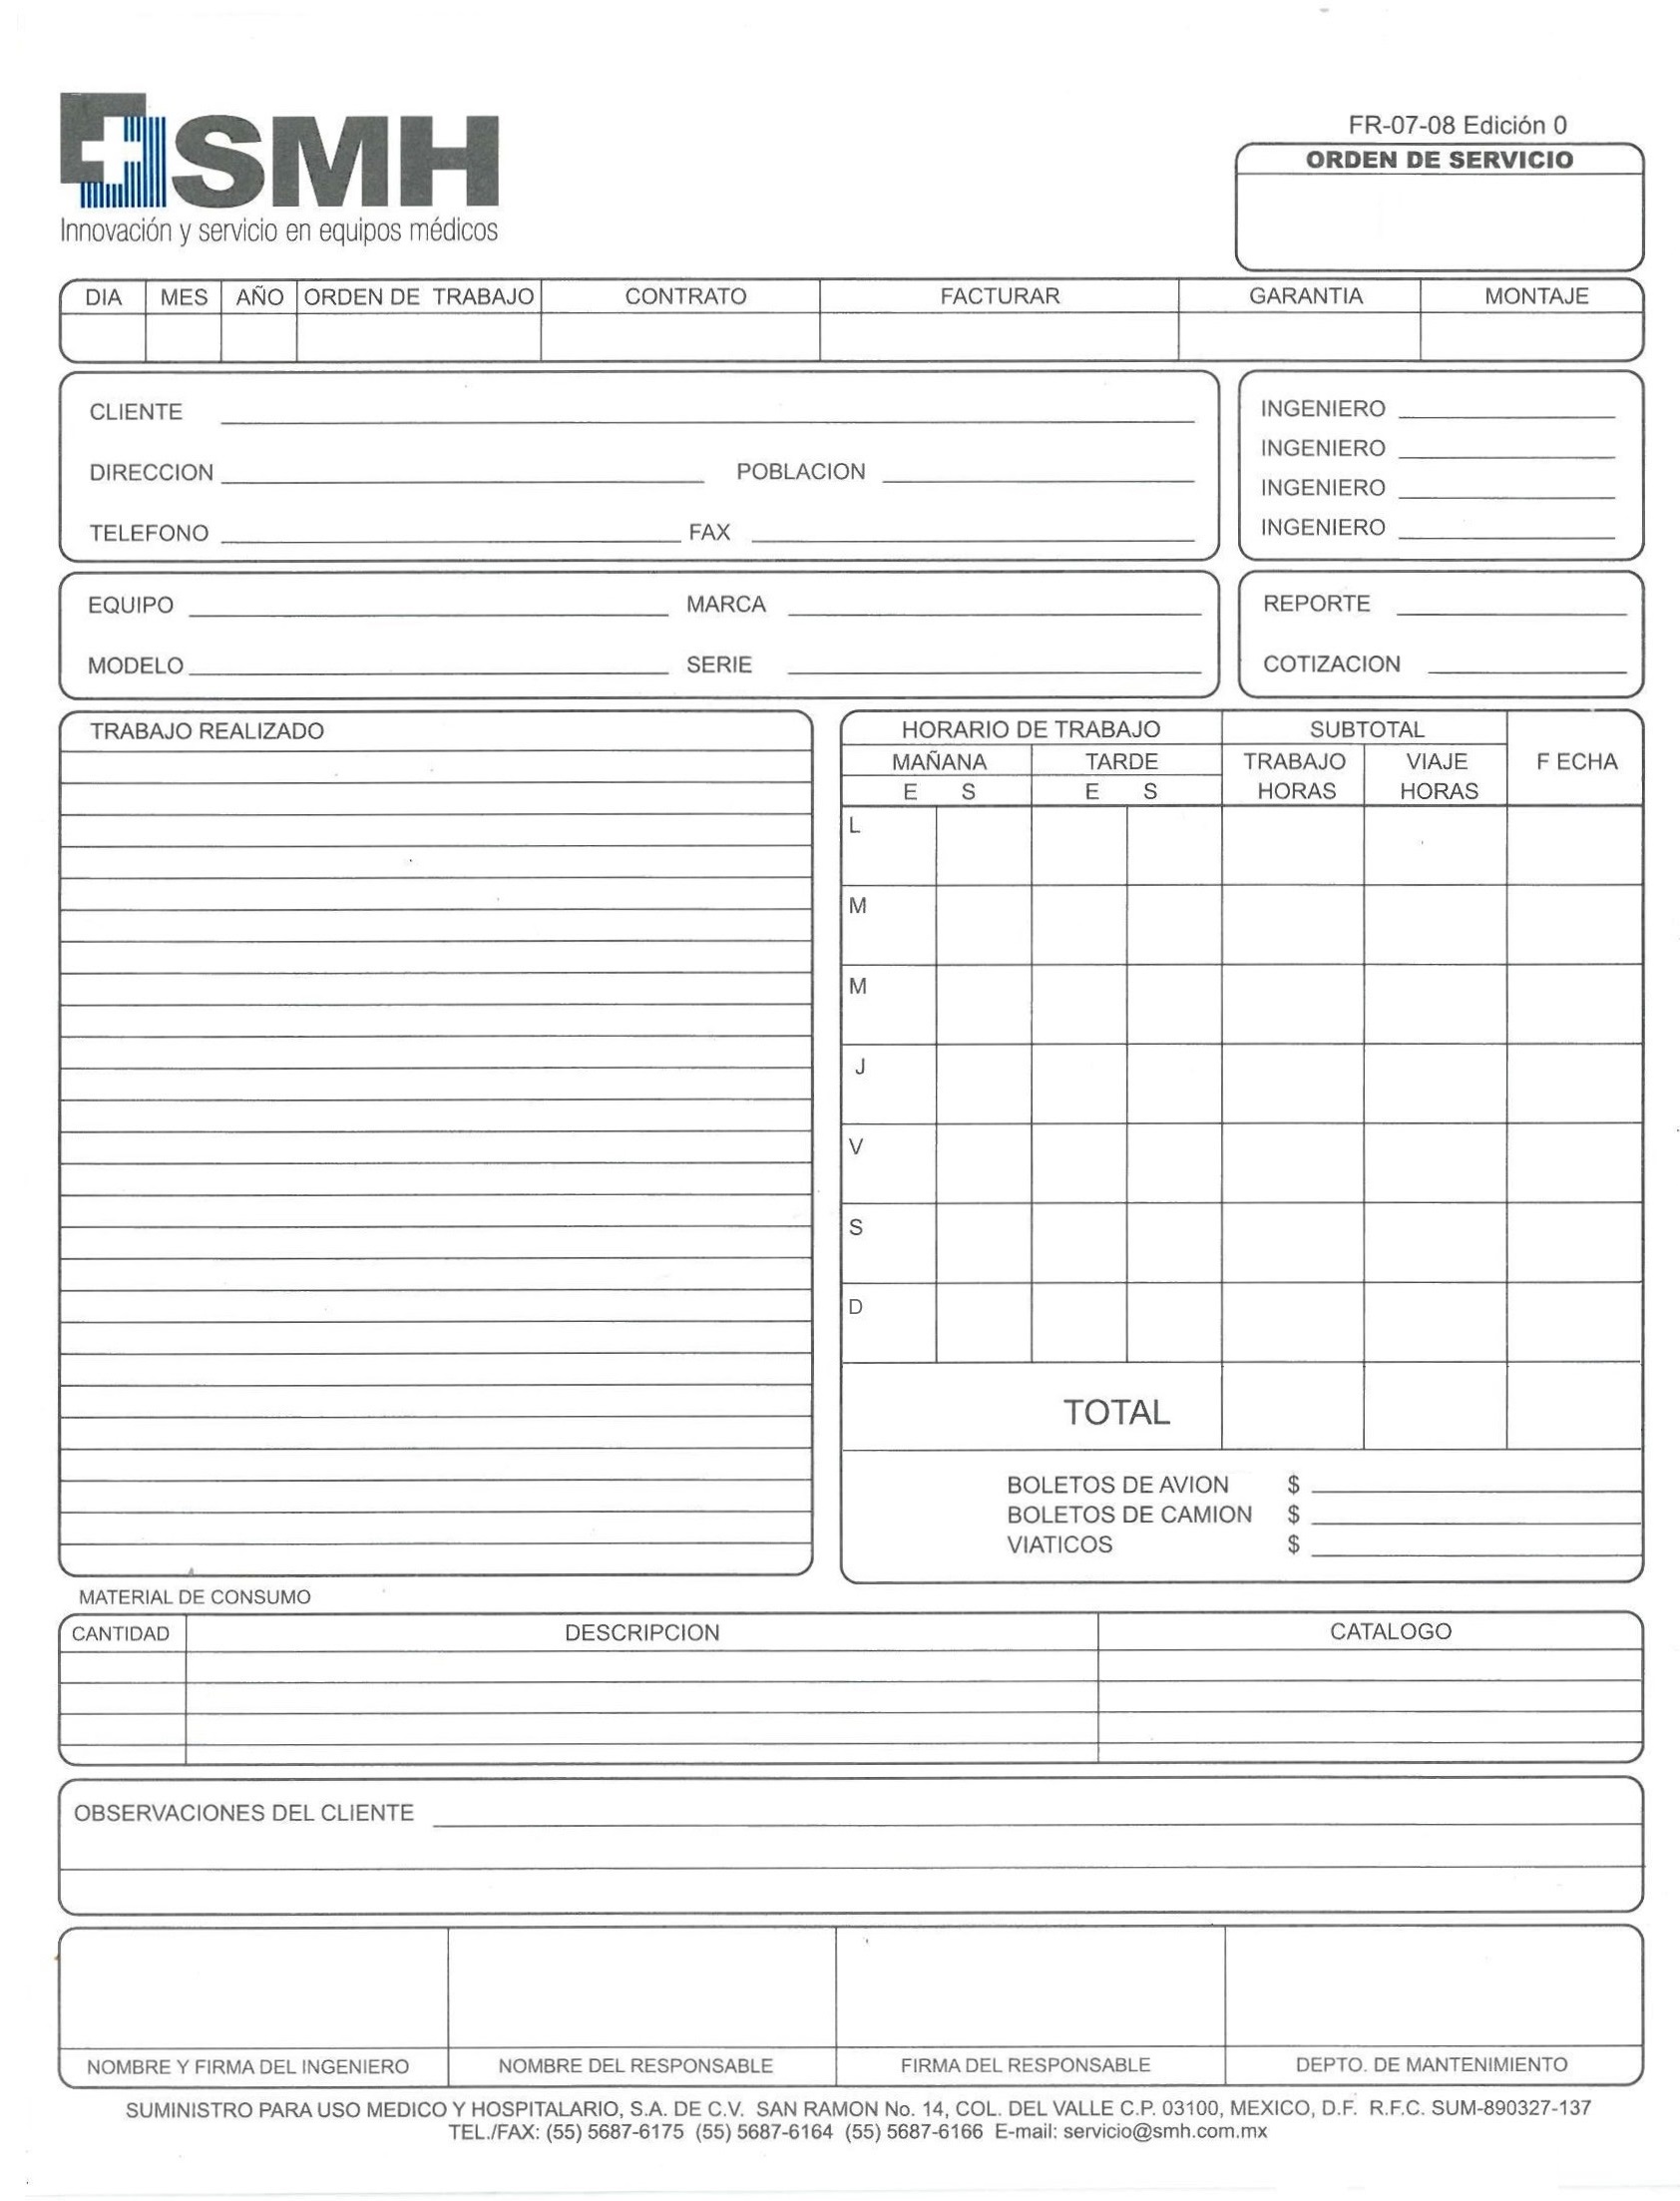 SMH
Innovación y servicio en equipos médicos
FR-07-08 Edición 0
ORDEN DE SERVICIO
DIA MES AÑO ORDEN DE TRABAJO CONTRATO FACTURAR GARANTIA MONTAJE
CLIENTE
DIRECCION POBLACION
TELEFONO FAX
INGENIERO
INGENIERO
INGENIERO
INGENIERO
EQUIPO MARCA
MODELO SERIE
REPORTE
COTIZACION
TRABAJO REALIZADO
HORARIO DE TRABAJO SUBTOTAL
MAÑANA TARDE TRABAJO VIAJE F ECHA
E S E S HORAS HORAS
L
M
M
J
V
S
D
TOTAL
BOLETOS DE AVION $
BOLETOS DE CAMION $
VIATICOS $
MATERIAL DE CONSUMO
CANTIDAD DESCRIPCION CATALOGO
OBSERVACIONES DEL CLIENTE
NOMBRE Y FIRMA DEL INGENIERO NOMBRE DEL RESPONSABLE FIRMA DEL RESPONSABLE DEPTO. DE MANTENIMIENTO
SUMINISTRO PARA USO MEDICO Y HOSPITALARIO, S.A. DE C.V. SAN RAMON No. 14, COL. DEL VALLE C.P. 03100, MEXICO, D.F. R.F.C. SUM-890327-137
TEL./FAX: (55) 5687-6175 (55) 5687-6164 (55) 5687-6166 E-mail: servicio@smh.com.mx